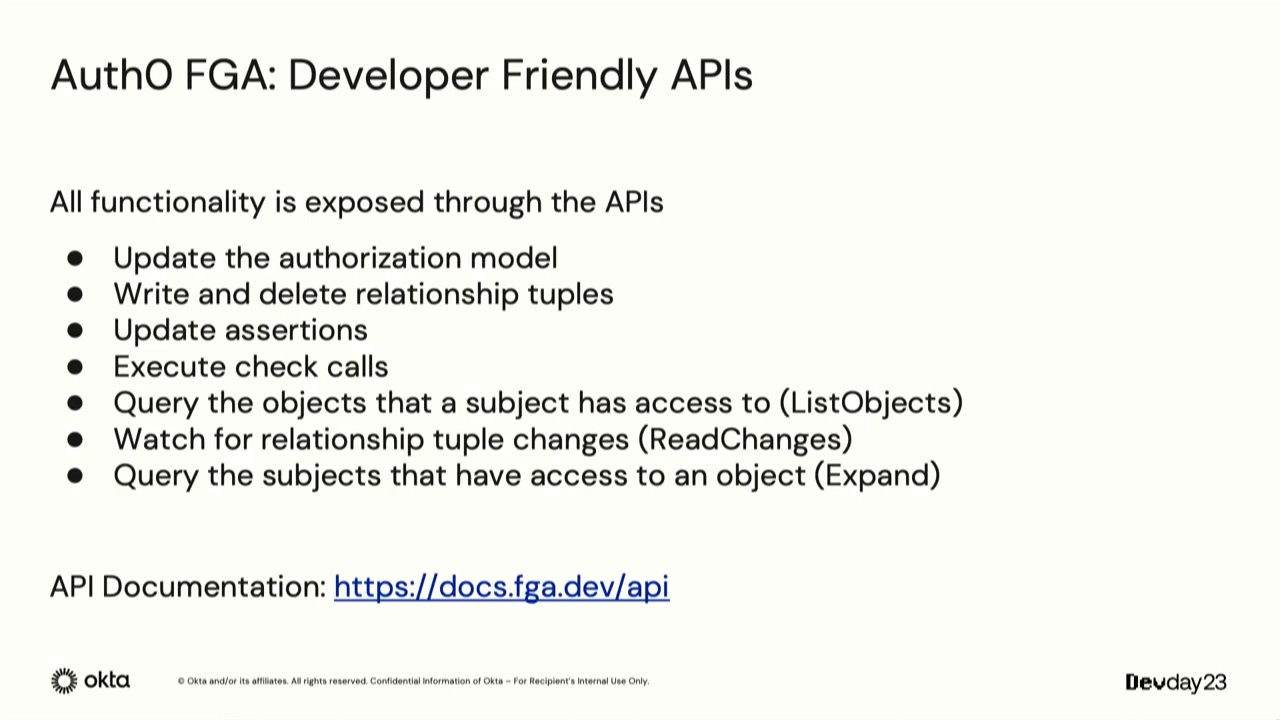 Auth0 FGA: Developer Friendly APIs
All functionality is exposed through the APIs
● Update the authorization model
● Write and delete relationship tuples
● Update assertions
● Execute check calls
● Query the objects that a subject has access to (ListObjects)
● Watch for relationship tuple changes (ReadChanges)
● Query the subjects that have access to an object (Expand)
API Documentation: https://docs.fga.dev/api
okta
© Okta and/or its affiliates. All rights reserved. Confidential Information of Okta – For Recipient's Internal Use Only.
Devday23